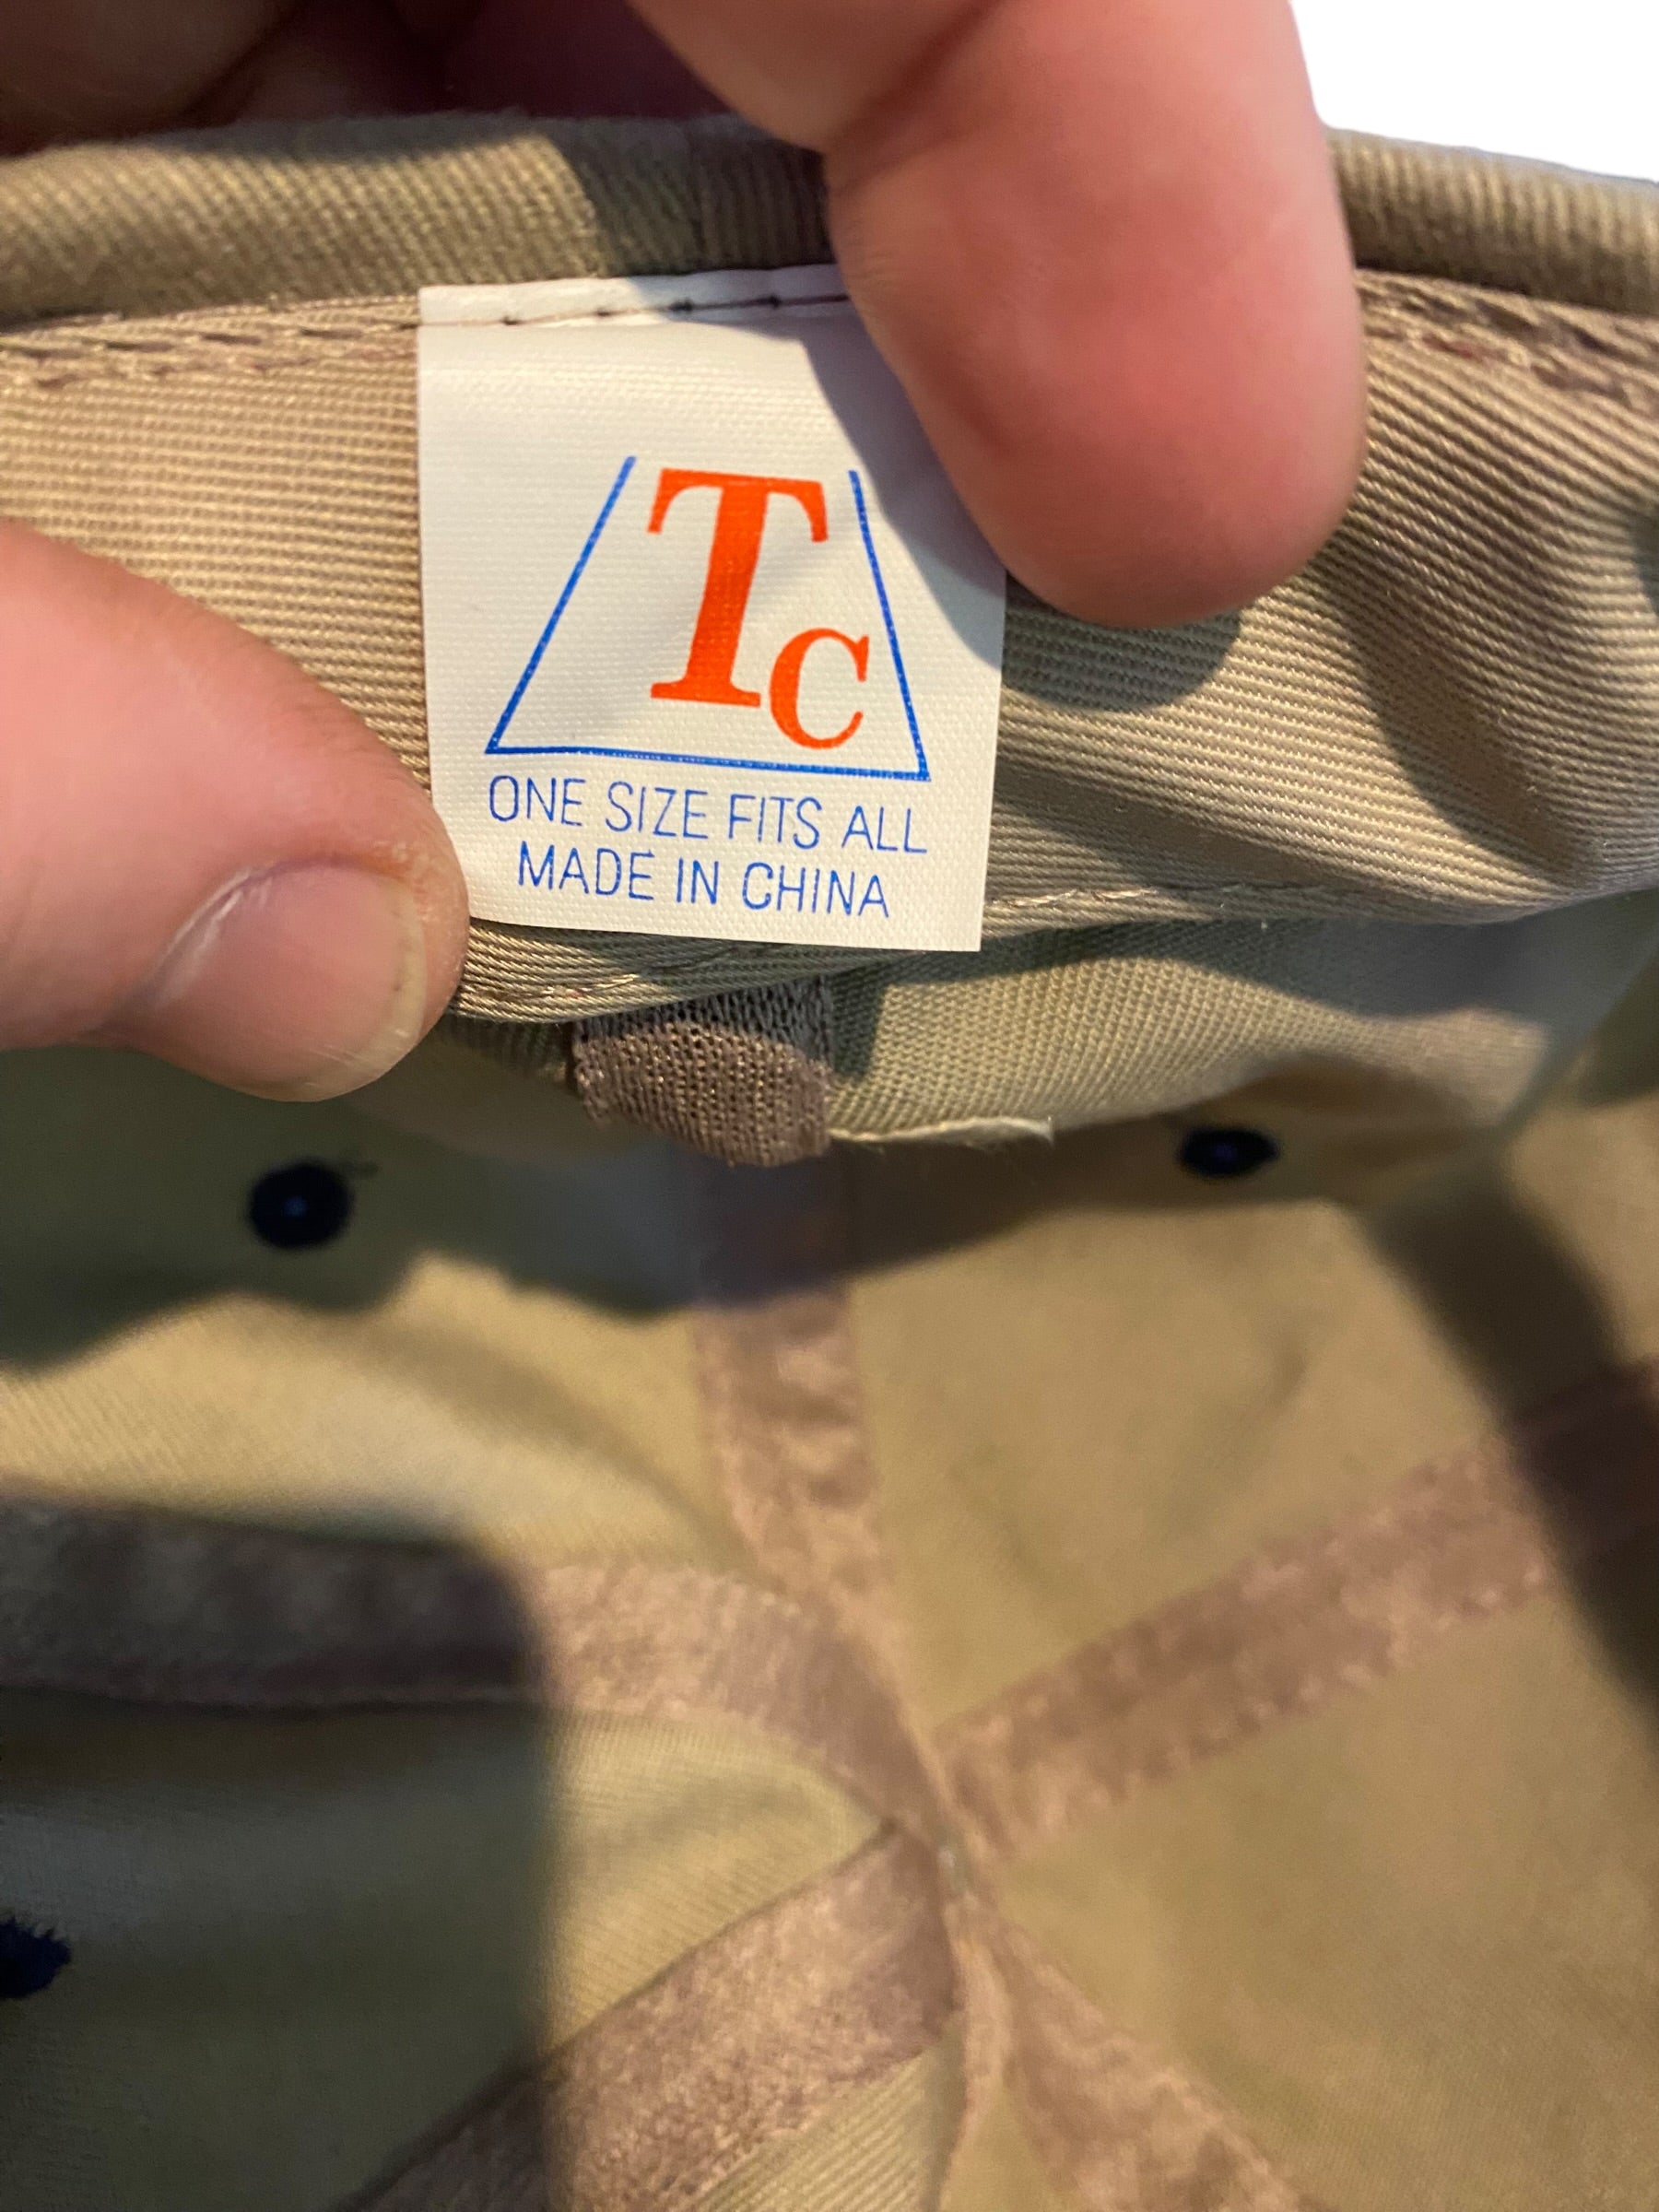 TC
ONE SIZE FITS ALL
MADE IN CHINA